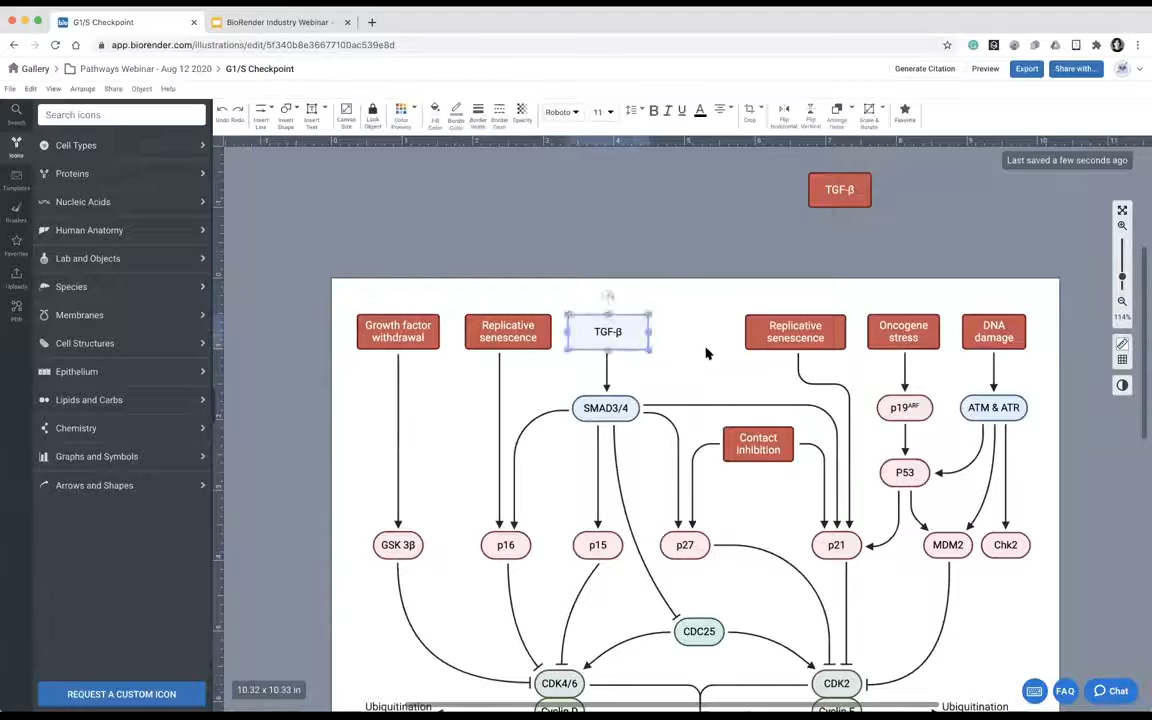 G1/S Checkpoint
BioRender Industry Webinar -
app.biorender.com/illustrations/edit/5f340b8e36677100ac539e8d
Gallery > Pathways Webinar - Aug 12 2020 > G1/S Checkpoint
Generate Citation
Preview
Export
Share with...
File Edit View Arrange Share Object Help
Search icons
Undo Redo
Insert Line
Insert Shape
Insert Text
Canvas Size
Lock Object
Color Presets
Fill Color
Border Color
Border Width
Border Dash
Opacity
Roboto
11
B I U A
Crop
Flip Horizontal
Flip Vertical
Arrange
Scale & Rotate
Favorite
Search
Icons
Templates
Brushes
Favorites
Uploads
PDB
Cell Types
Proteins
Nucleic Acids
Human Anatomy
Lab and Objects
Species
Membranes
Cell Structures
Epithelium
Lipids and Carbs
Chemistry
Graphs and Symbols
Arrows and Shapes
REQUEST A CUSTOM ICON
Last saved a few seconds ago
TGF-β
Growth factor
withdrawal
Replicative
senescence
TGF-β
Replicative
senescence
Oncogene
stress
DNA
damage
SMAD3/4
p19ARF
ATM & ATR
Contact
inhibition
P53
GSK 3β
p16
p15
p27
p21
MDM2
Chk2
CDC25
CDK4/6
CDK2
Ubiquitination
Cyclin D
Cyclin E
Ubiquitination
114%
10.32 x 10.33 in
FAQ
Chat